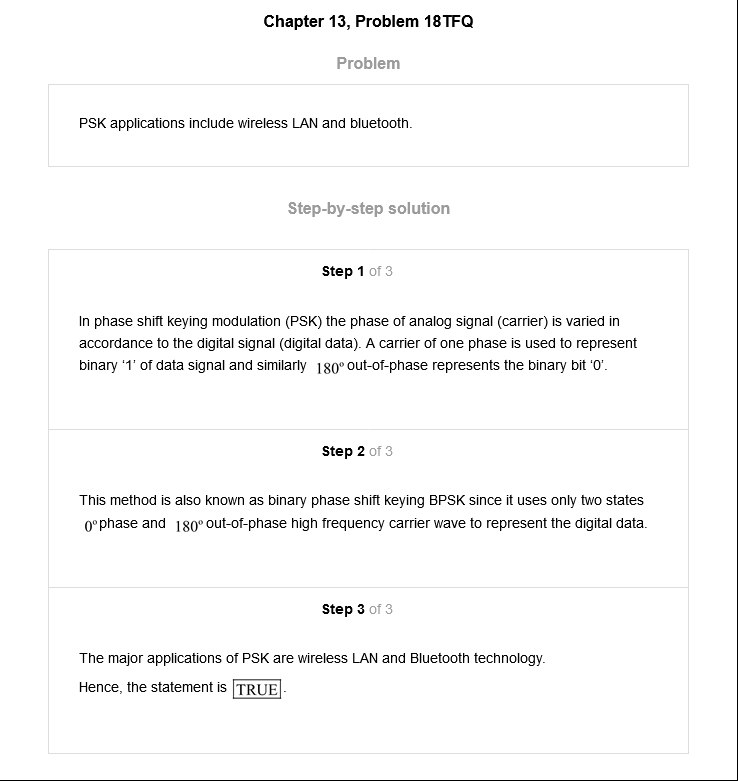 Chapter 13, Problem 18TFQ
Problem
PSK applications include wireless LAN and bluetooth.
Step-by-step solution
Step 1 of 3
In phase shift keying modulation (PSK) the phase of analog signal (carrier) is varied in
accordance to the digital signal (digital data). A carrier of one phase is used to represent
binary ‘1’ of data signal and similarly 180° out-of-phase represents the binary bit ‘0’.
Step 2 of 3
This method is also known as binary phase shift keying BPSK since it uses only two states
0° phase and 180° out-of-phase high frequency carrier wave to represent the digital data.
Step 3 of 3
The major applications of PSK are wireless LAN and Bluetooth technology.
Hence, the statement is TRUE.